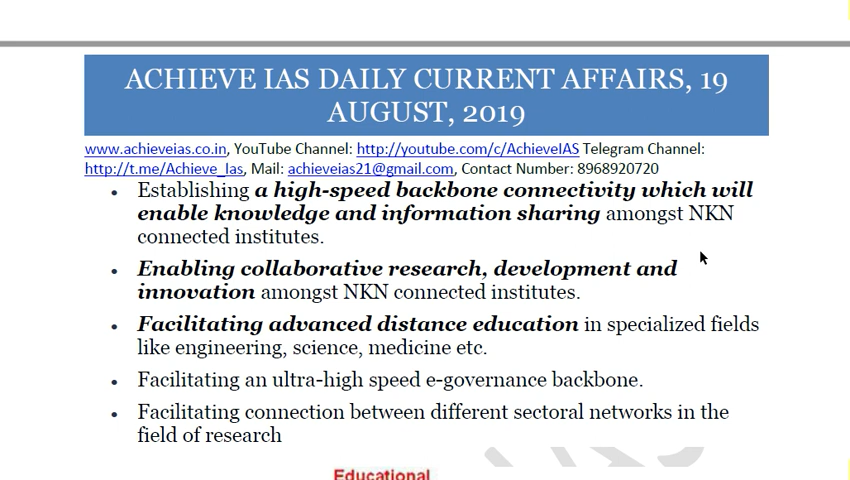 ACHIEVE IAS DAILY CURRENT AFFAIRS, 19
AUGUST, 2019
www.achieveias.co.in, YouTube Channel: http://youtube.com/c/AchieveIAS Telegram Channel:
http://t.me/Achieve_Ias, Mail: achieveias21@gmail.com, Contact Number: 8968920720
• Establishing a high-speed backbone connectivity which will
enable knowledge and information sharing amongst NKN
connected institutes.
• Enabling collaborative research, development and
innovation amongst NKN connected institutes.
• Facilitating advanced distance education in specialized fields
like engineering, science, medicine etc.
• Facilitating an ultra-high speed e-governance backbone.
• Facilitating connection between different sectoral networks in the
field of research
Educational